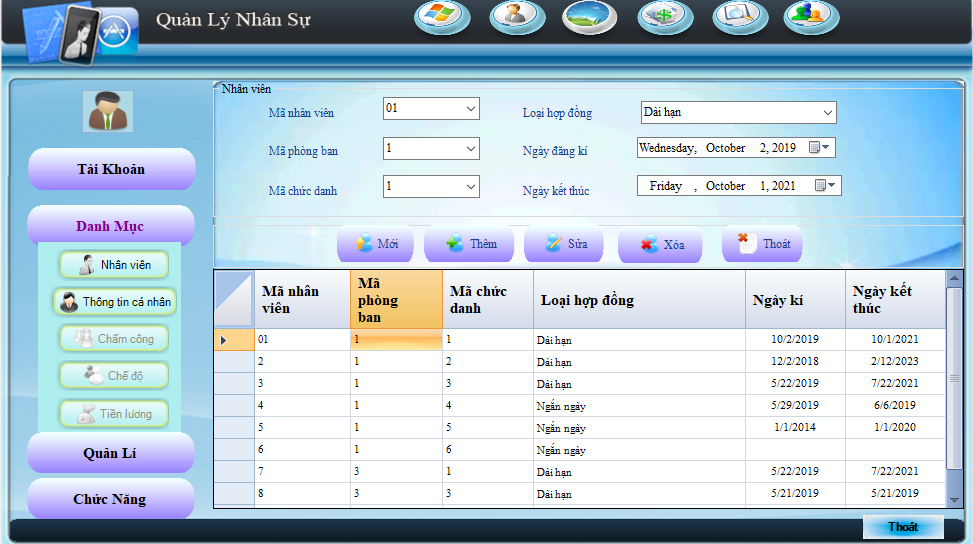 Quản Lý Nhân Sự
Nhân viên
Mã nhân viên 01 Loại hợp đồng Dài hạn
Mã phòng ban 1 Ngày đăng kí Wednesday, October 2, 2019
Mã chức danh 1 Ngày kết thúc Friday , October 1, 2021
Mới Thêm Sửa Xóa Thoát
Tài Khoản
Danh Mục
Nhân viên
Thông tin cá nhân
Chấm công
Chế độ
Tiền lương
Quản Lí
Chức Năng
Mã nhân viên Mã phòng ban Mã chức danh Loại hợp đồng Ngày kí Ngày kết thúc
01 1 1 Dài hạn 10/2/2019 10/1/2021
2 1 2 Dài hạn 12/2/2018 2/12/2023
3 1 3 Dài hạn 5/22/2019 7/22/2021
4 1 4 Ngắn ngày 5/29/2019 6/6/2019
5 1 5 Ngắn ngày 1/1/2014 1/1/2020
6 1 6 Ngắn ngày
7 3 1 Dài hạn 5/22/2019 7/22/2021
8 3 3 Dài hạn 5/21/2019 5/21/2019
Thoát